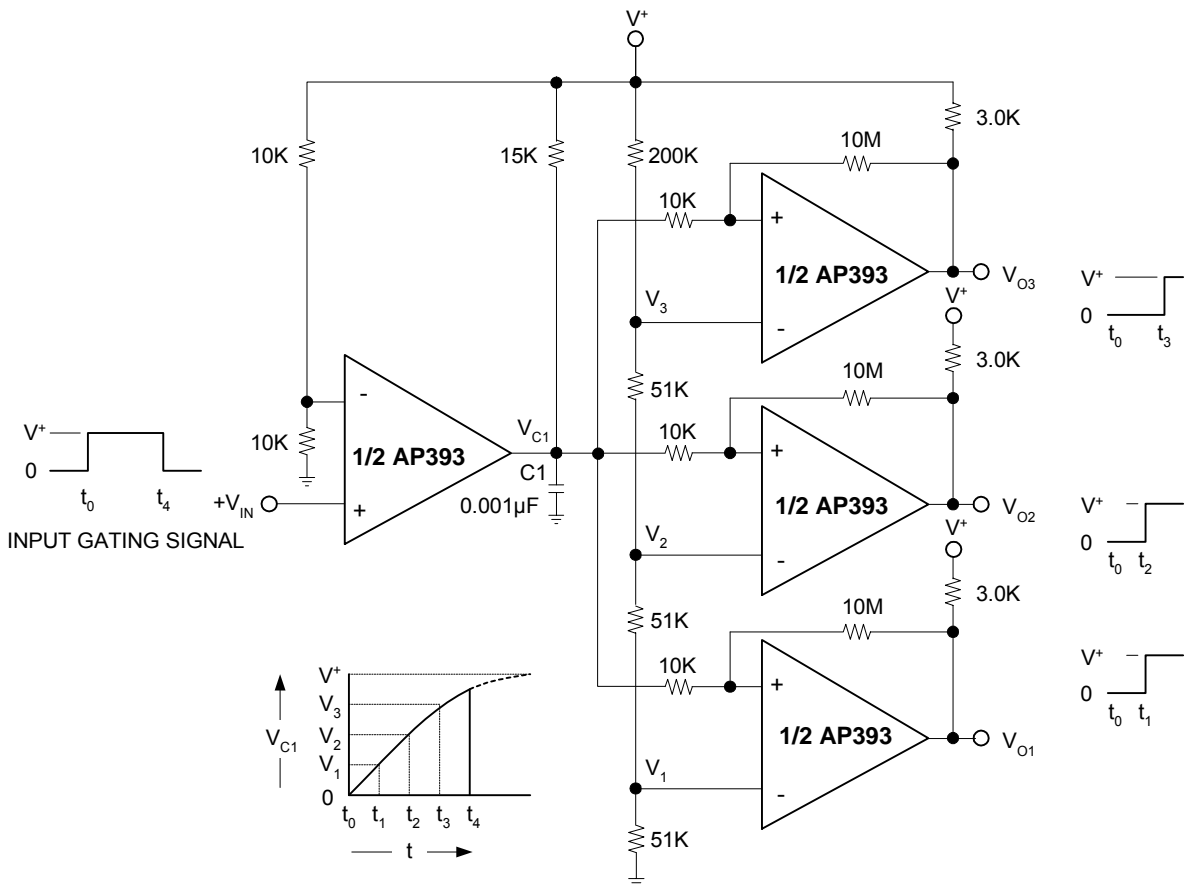 V+
10K
15K
200K
10M
3.0K
10K
+
1/2 AP393
-
V3
VO3
V+
0
t0 t3
V+
3.0K
51K
10M
10K
+
1/2 AP393
-
V2
VO2
V+
0
t0 t2
V+
3.0K
-
10K
1/2 AP393
+
+VIN
V+
0
t0 t4
INPUT GATING SIGNAL
VC1
C1
0.001µF
51K
10M
10K
+
1/2 AP393
-
V1
VO1
V+
0
t0 t1
51K
V+
V3
V2
V1
0
VC1
t0 t1 t2 t3 t4
t